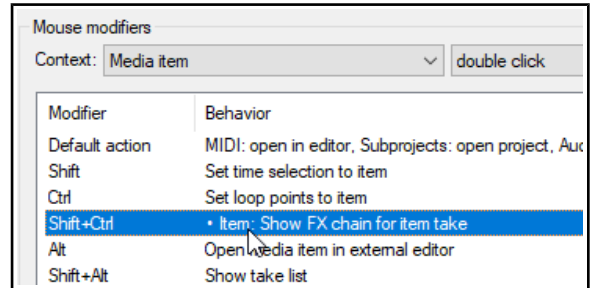 Mouse modifiers
Context: Media item double click
Modifier Behavior
Default action MIDI: open in editor, Subprojects: open project,
Shift Set time selection to item
Ctrl Set loop points to item
Shift+Ctrl • Item: Show FX chain for item take
Alt Open media item in external editor
Shift+Alt Show take list